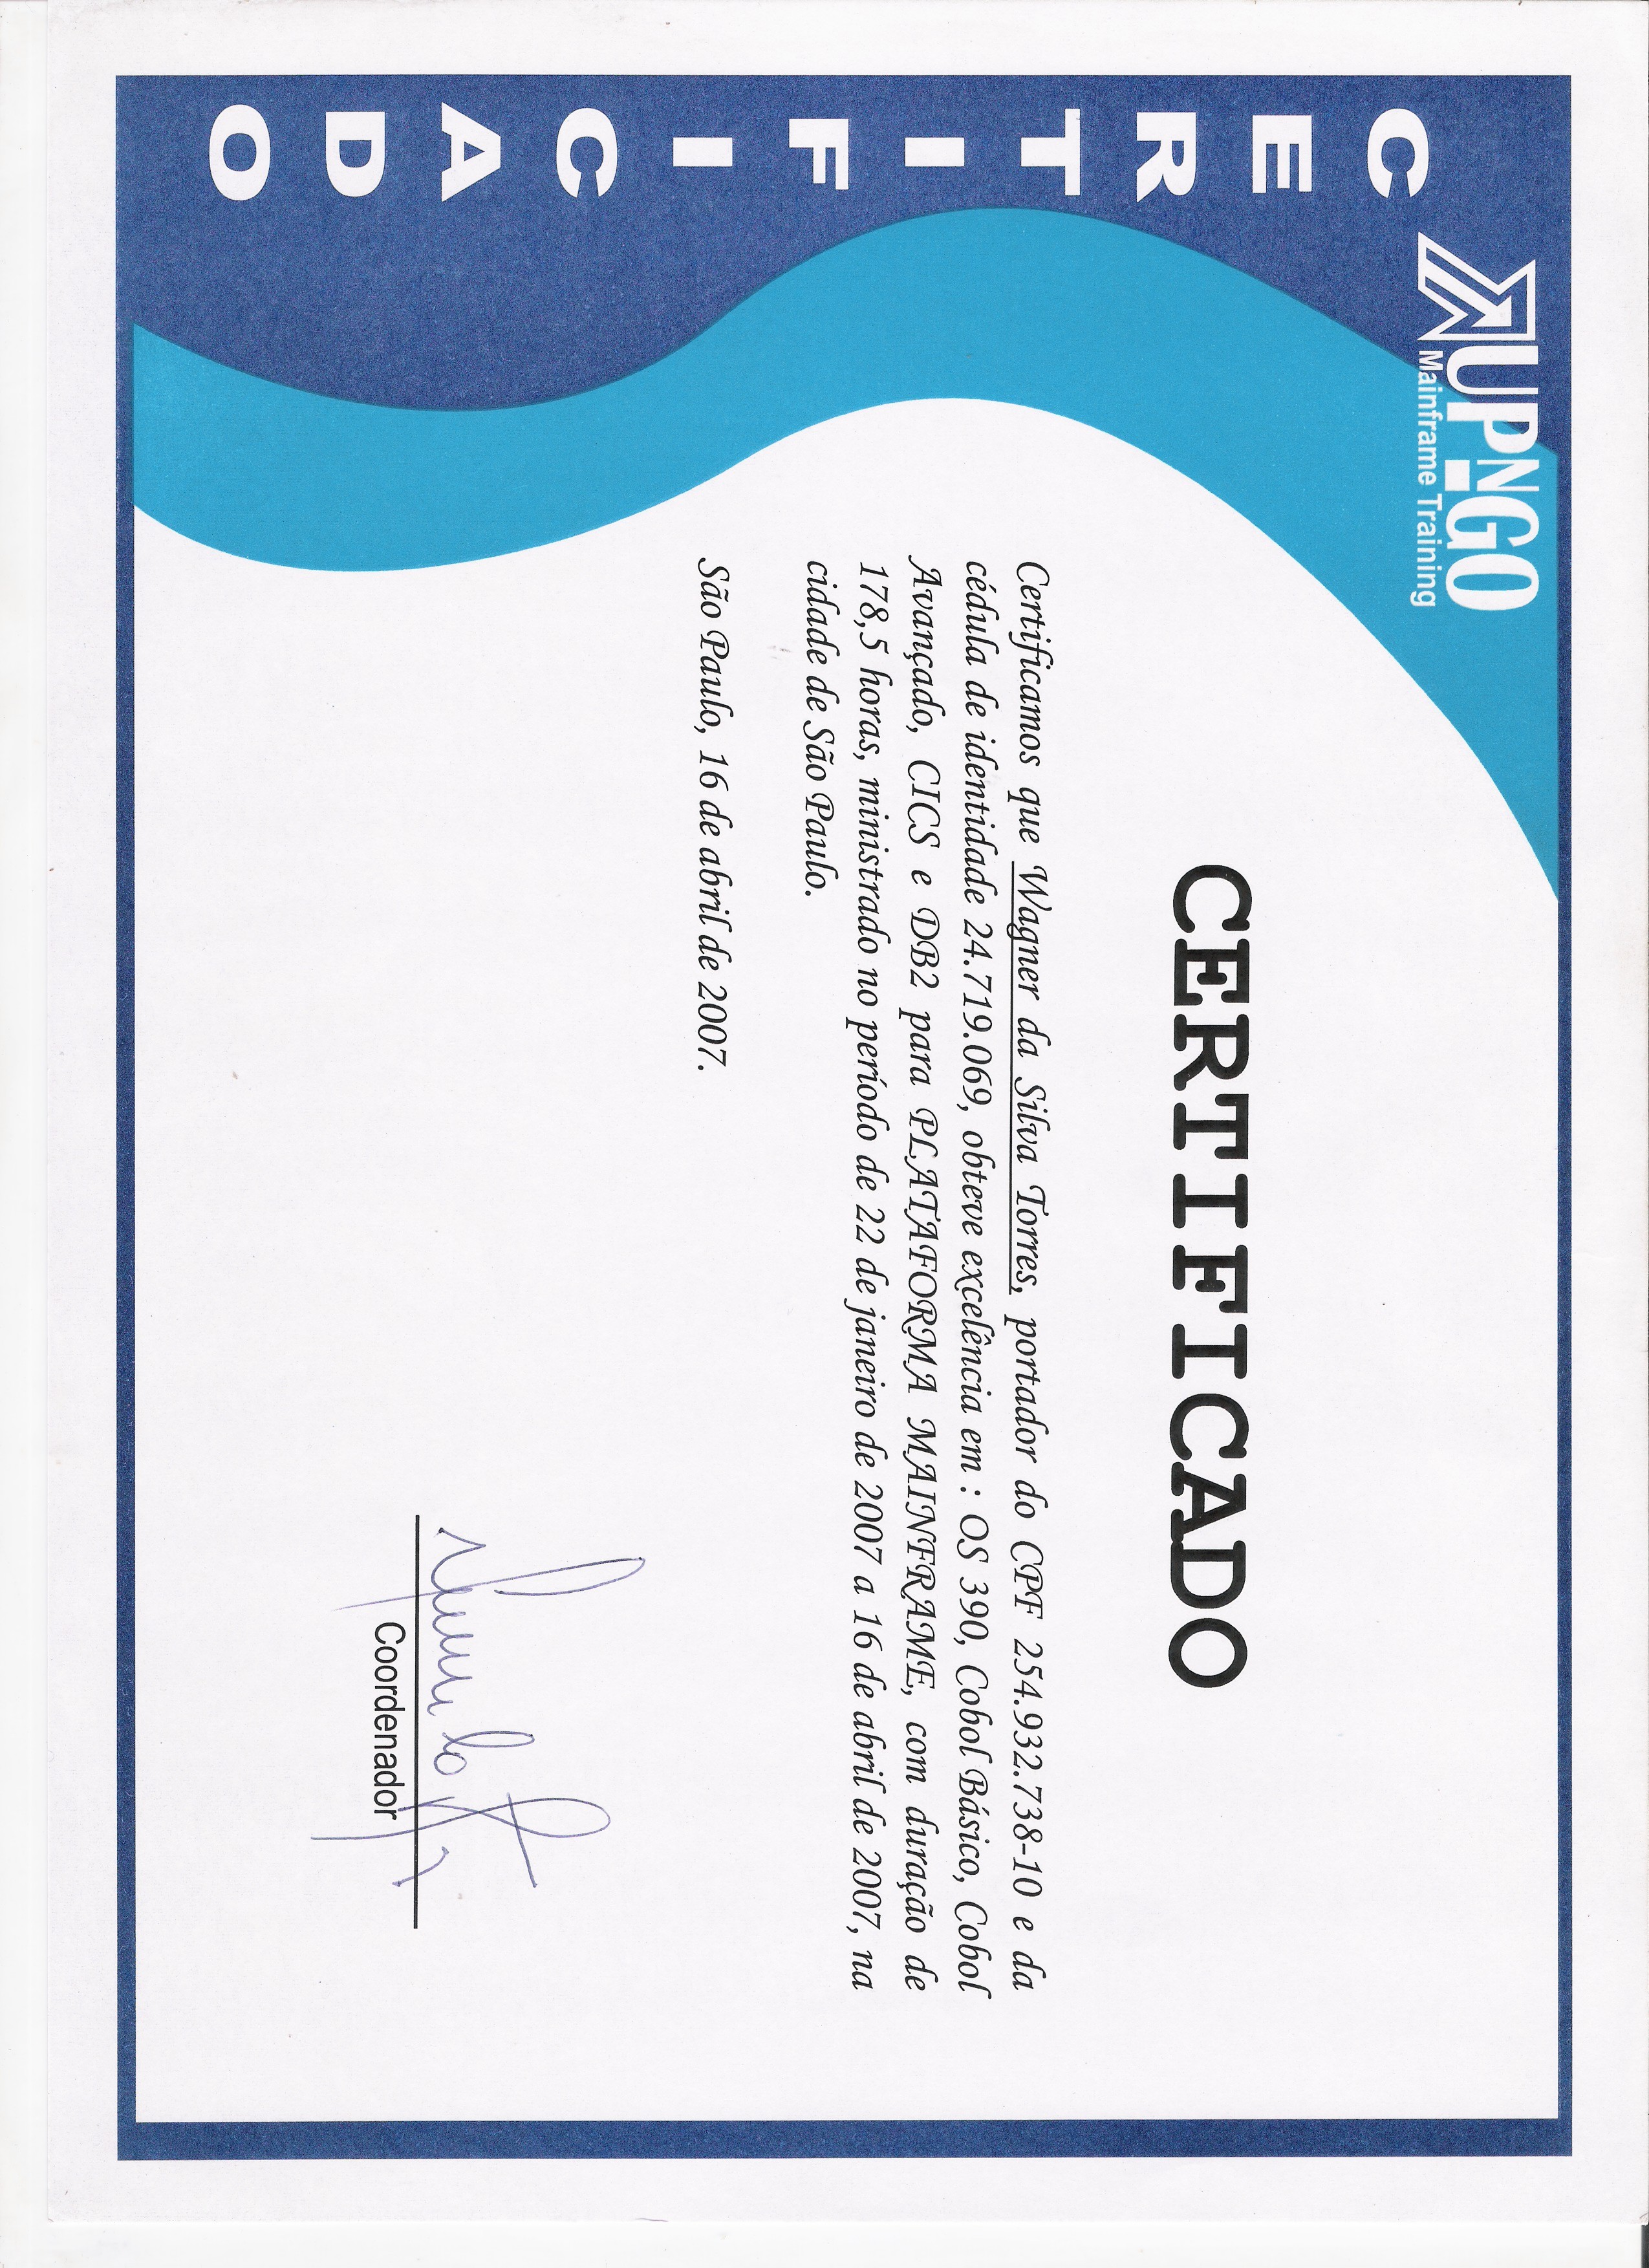 UPNGO
Mainframe Training
CERTIFICADO
CERTIFICADO
Certificamos que Wagner da Silva Torres, portador do CPF 254.932.738-10 e da
cédula de identidade 24.719.069, obteve excelência em : OS 390, Cobol Básico, Cobol
Avançado, CICS e DB2 para PLATAFORMA MAINFRAME, com duração de
178,5 horas, ministrado no período de 22 de janeiro de 2007 a 16 de abril de 2007, na
cidade de São Paulo.
São Paulo, 16 de abril de 2007.
Coordenador